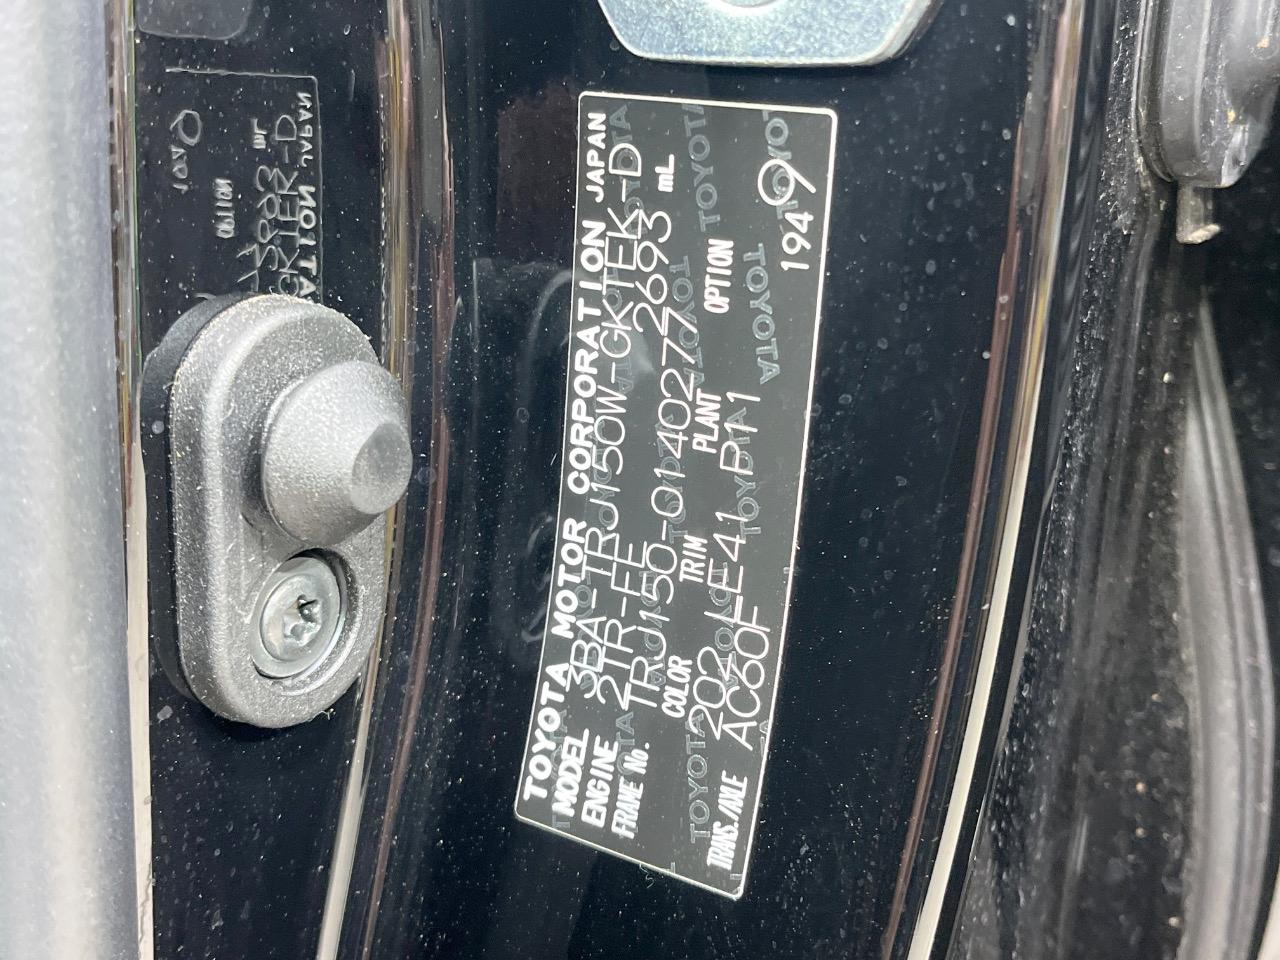 TOYOTA MOTOR CORPORATION JAPAN
MODEL 3BA-TRJ150W-GKTEK-D
ENGINE 2TR-FE 2693 mL
FRAME No. TRJ150-0140277
COLOR TRIM PLANT OPTION
202 LE41 P11
TRANS./AXLE AC60F 1949